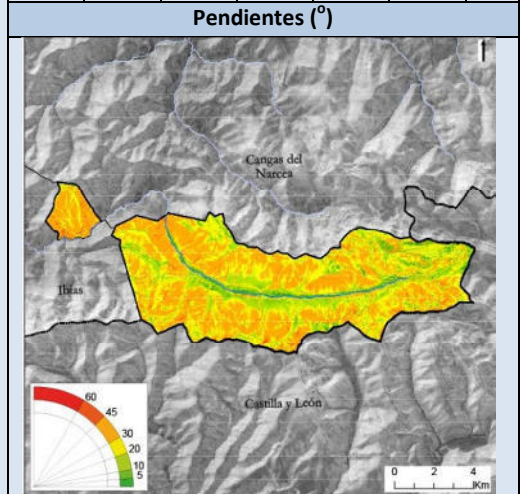 Pendientes (º)
Cangas del
Narcea
Ibias
Castilla y León
60
45
30
20
10
5
0 2 4
Km